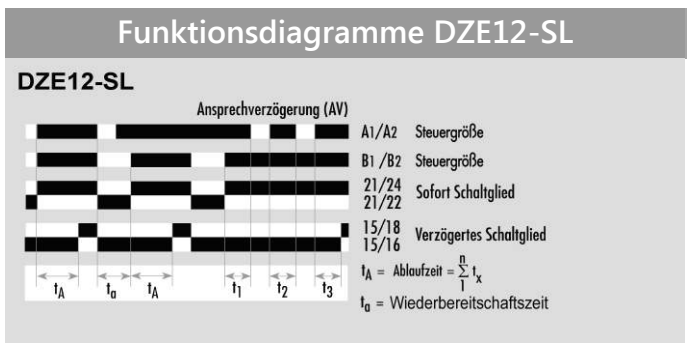 Funktionsdiagramme DZE12-SL
DZE12-SL
Ansprechverzögerung (AV)
A1/A2 Steuergröße
B1 /B2 Steuergröße
21/24
21/22 Sofort Schaltglied
15/18
15/16 Verzögertes Schaltglied
tA = Ablaufzeit = n Σ 1 tx
ta = Wiederbereitschaftszeit
tA ta tA t1 t2 t3